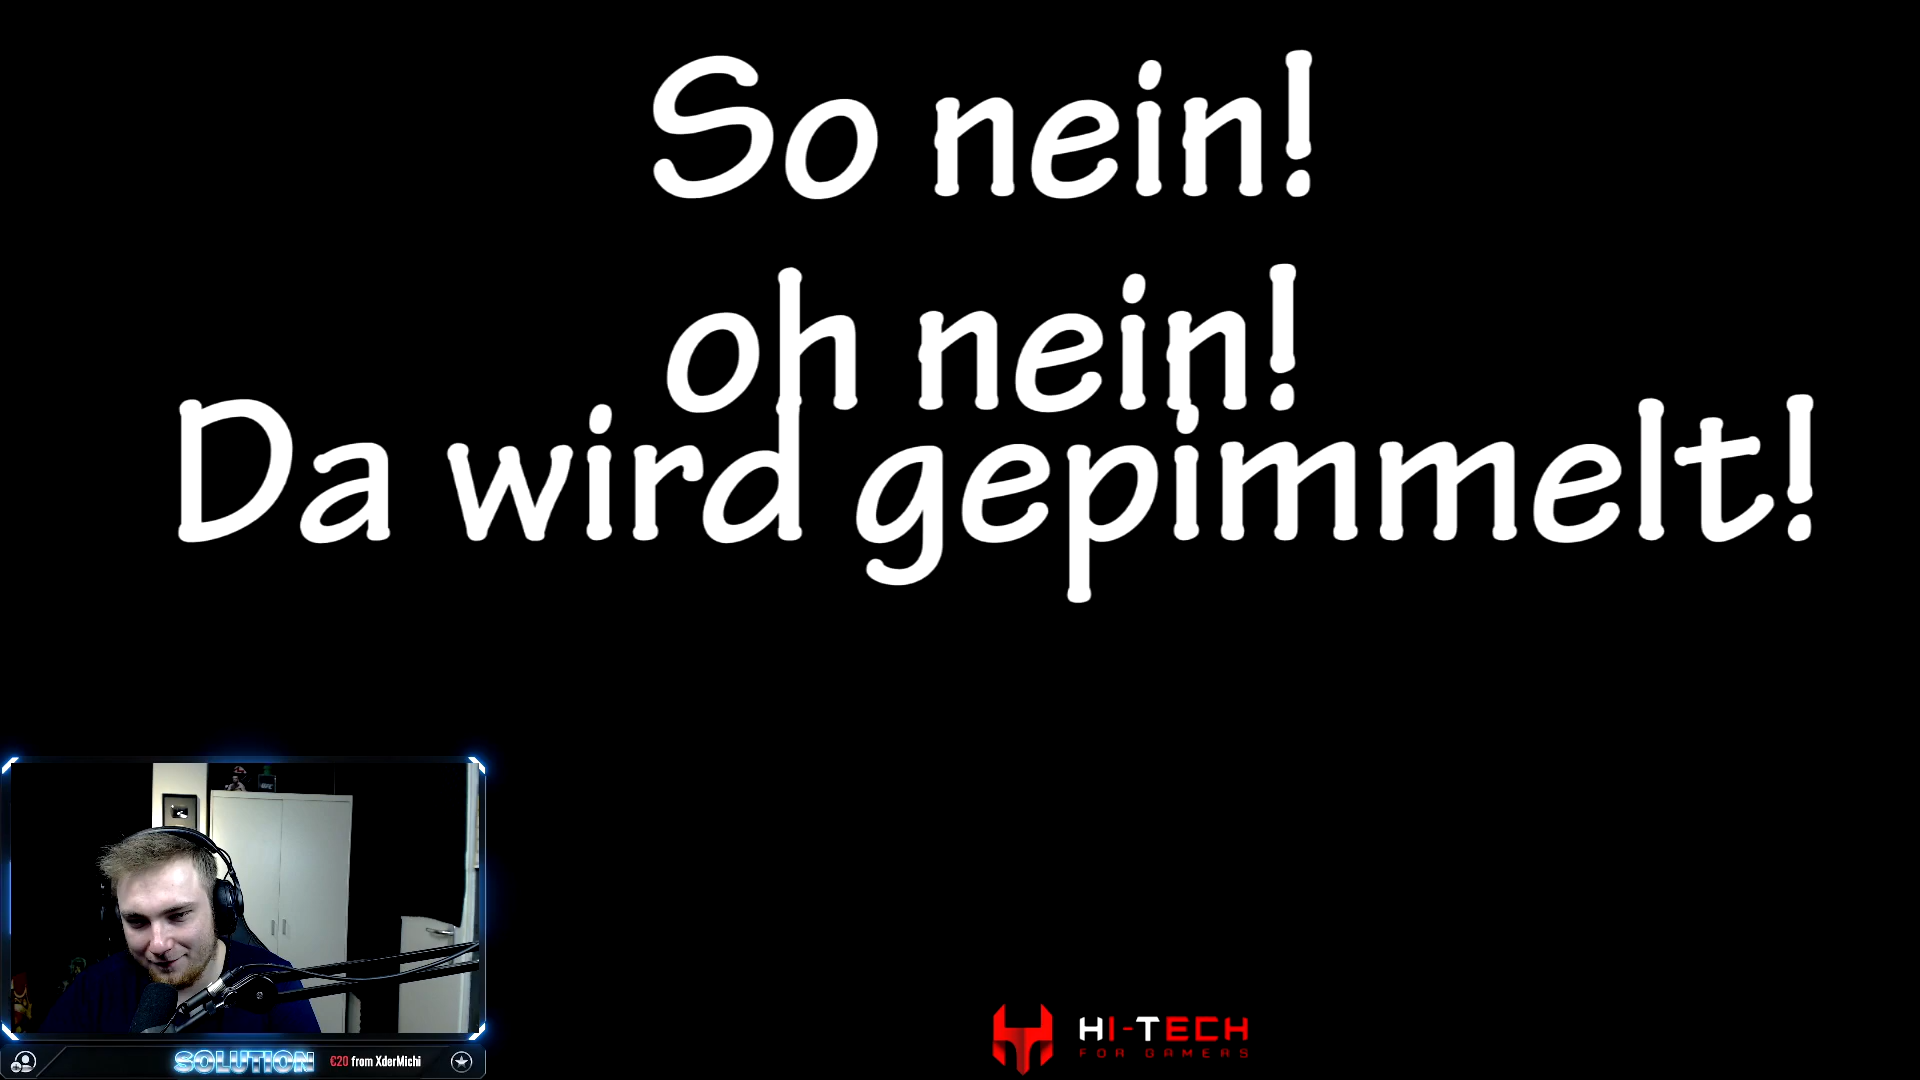 So nein!
oh nein!
Da wird gepimmelt!
SOLUTION €20 from XderMichi
HI-TECH
FOR GAMERS